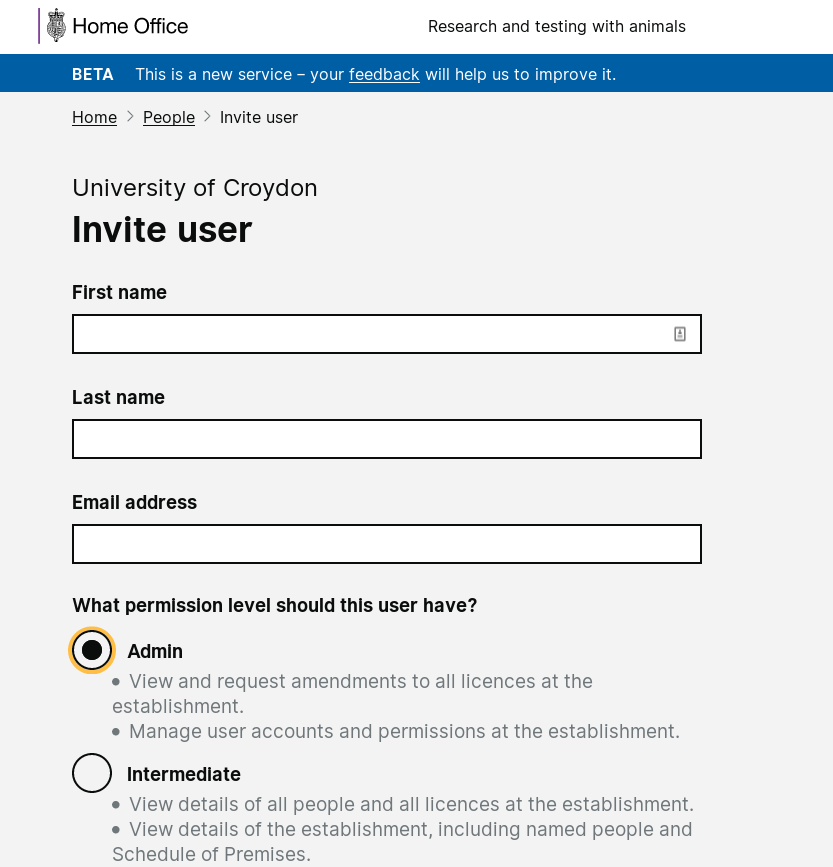 Home Office
Research and testing with animals
BETA This is a new service – your feedback will help us to improve it.
Home > People > Invite user
University of Croydon
Invite user
First name
Last name
Email address
What permission level should this user have?
Admin
• View and request amendments to all licences at the
establishment.
• Manage user accounts and permissions at the establishment.
Intermediate
• View details of all people and all licences at the establishment.
• View details of the establishment, including named people and
Schedule of Premises.